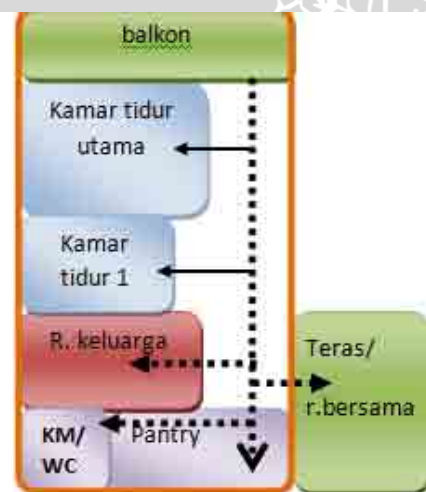 balkon
Kamar tidur
utama
Kamar
tidur 1
R. keluarga
Teras/
r.bersama
KM/
WC
Pantry